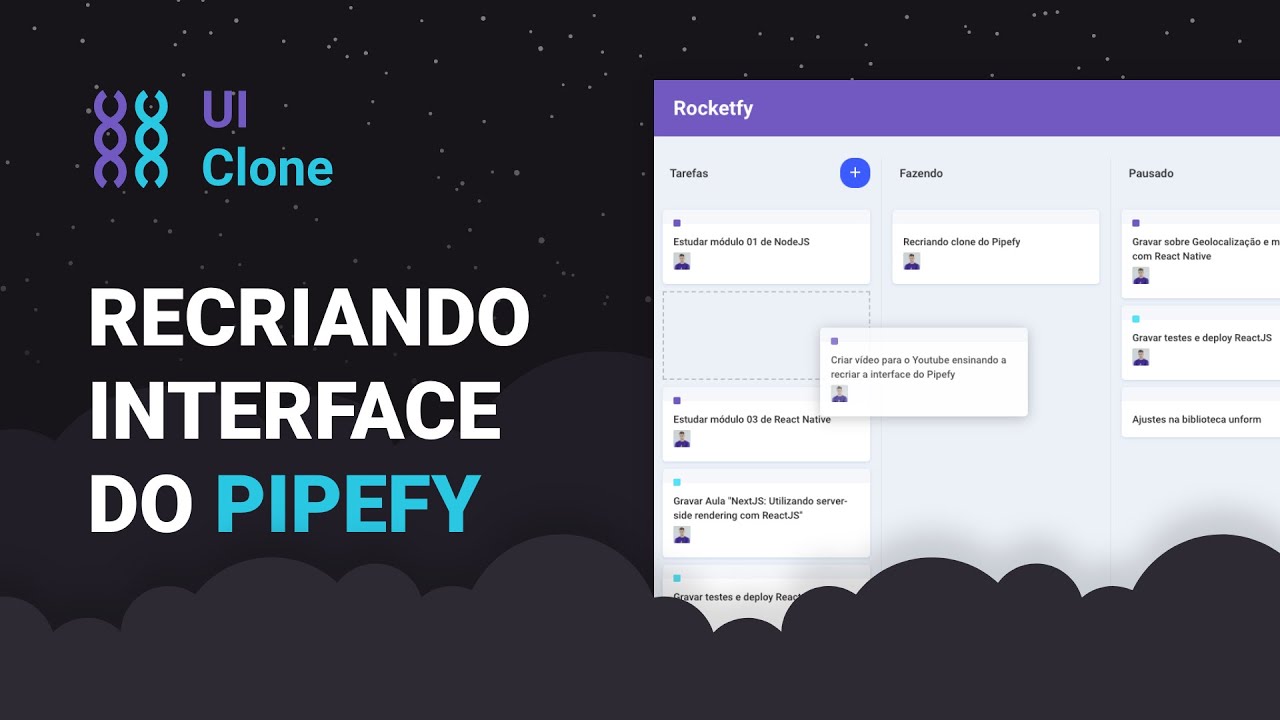 UI
Clone
RECRIANDO
INTERFACE
DO PIPEFY
Rocketfy
Tarefas
+
Estudar módulo 01 de NodeJS
Estudar módulo 03 de React Native
Gravar Aula "NextJS: Utilizando server-
side rendering com ReactJS"
Gravar testes e deploy
Fazendo
Recriando clone do Pipefy
Criar vídeo para o Youtube ensinando a
recriar a interface do Pipefy
Pausado
Gravar sobre Geolocalização e
com React Native
Gravar testes e deploy ReactJS
Ajustes na biblioteca unform